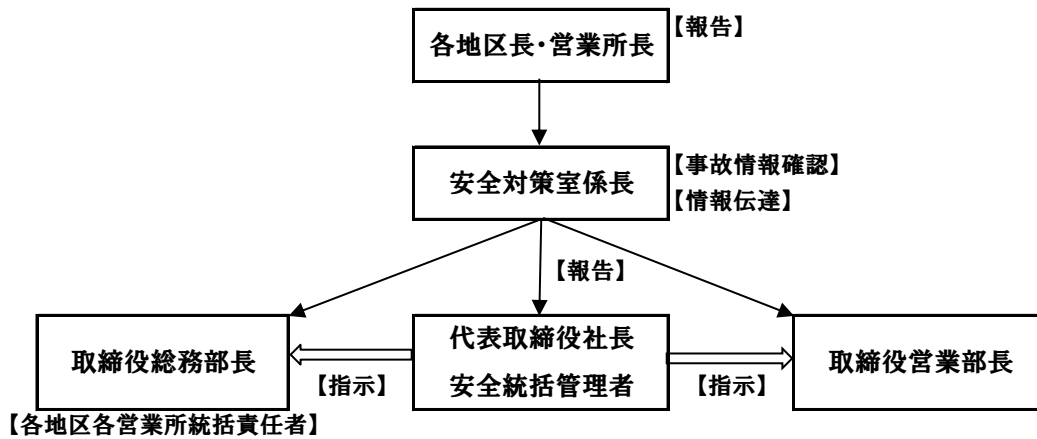 各地区長・営業所長
【報告】
安全対策室係長
【事故情報確認】
【情報伝達】
【報告】
取締役総務部長
代表取締役社長
安全統括管理者
取締役営業部長
【指示】
【指示】
【各地区各営業所統括責任者】